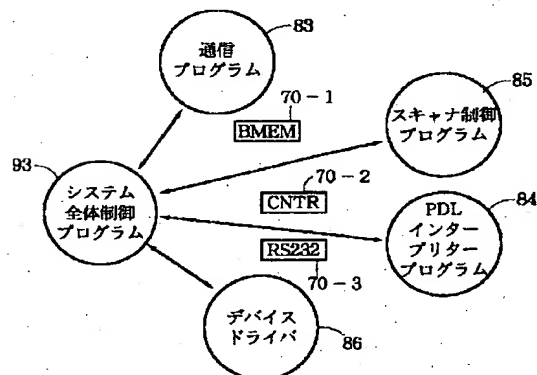 83
通信
プログラム
70-1
BMEM
85
スキャナ制御
プログラム
93
システム
全体制御
プログラム
70-2
CNTR
84
PDL
インター
プリター
プログラム
RS232
70-3
デバイス
ドライバ
86